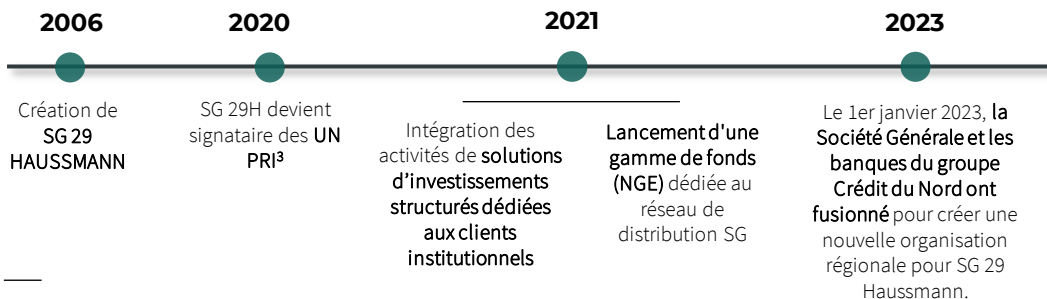 2006
2020
2021
2023
Création de
SG 29
HAUSSMANN
SG 29H devient
signataire des UN
PRI³
Intégration des
activités de solutions
d’investissements
structurés dédiées
aux clients
institutionnels
Lancement d'une
gamme de fonds
(NGE) dédiée au
réseau de
distribution SG
Le 1er janvier 2023, la
Société Générale et les
banques du groupe
Crédit du Nord ont
fusionné pour créer une
nouvelle organisation
régionale pour SG 29
Haussmann.